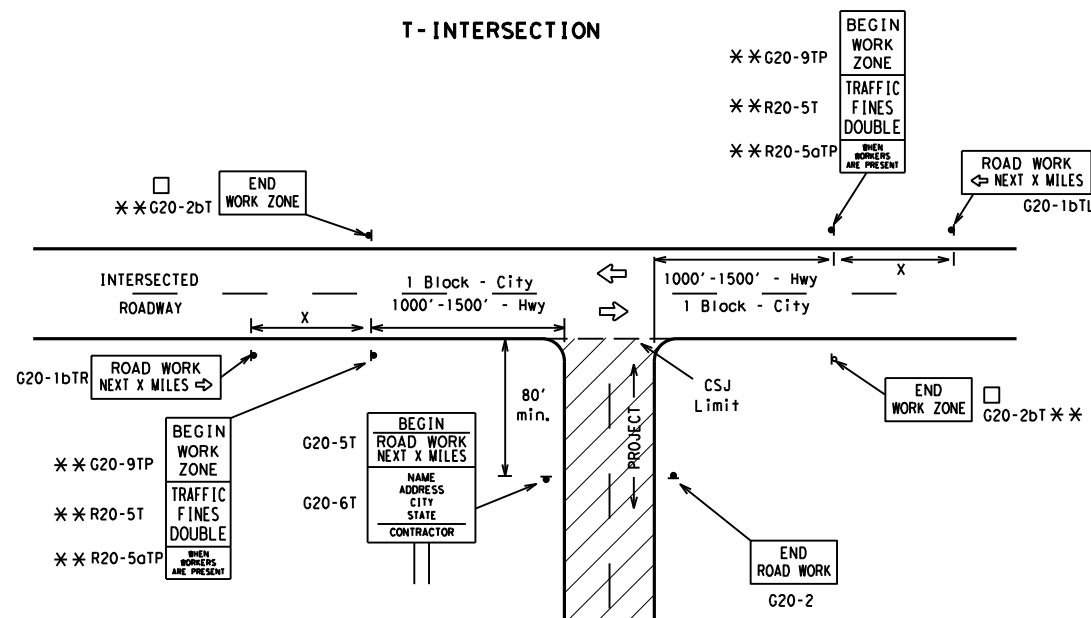 T-INTERSECTION
✳✳G20-9TP
BEGIN
WORK
ZONE
✳✳R20-5T
TRAFFIC
FINES
DOUBLE
✳✳R20-5aTP
WHEN
WORKERS
ARE PRESENT
ROAD WORK
⇦ NEXT X MILES
G20-1bTL
□
✳✳G20-2bT
END
WORK ZONE
INTERSECTED
ROADWAY
X
1 Block - City
1000' -1500' - Hwy
1000' -1500' - Hwy
1 Block - City
X
G20-1bTR
ROAD WORK
NEXT X MILES ⇨
80'
min.
CSJ
Limit
PROJECT
END
WORK ZONE
□
G20-2bT ✳✳
✳✳G20-9TP
BEGIN
WORK
ZONE
✳✳R20-5T
TRAFFIC
FINES
DOUBLE
✳✳R20-5aTP
WHEN
WORKERS
ARE PRESENT
G20-5T
BEGIN
ROAD WORK
NEXT X MILES
G20-6T
NAME
ADDRESS
CITY
STATE
CONTRACTOR
END
ROAD WORK
G20-2